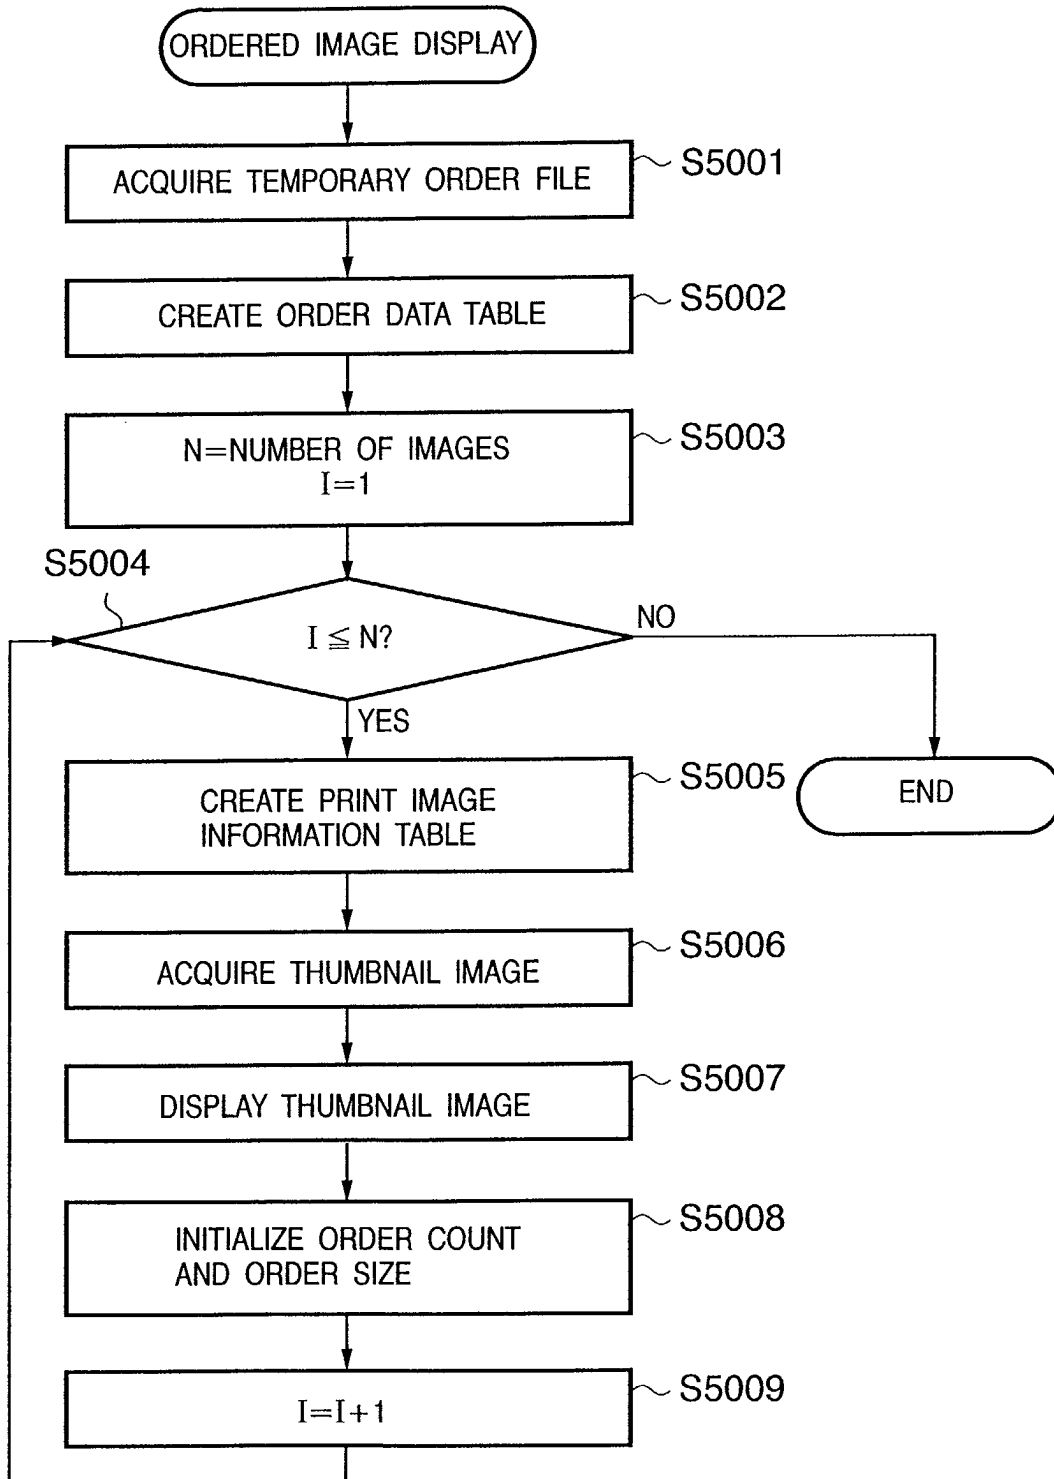 ORDERED IMAGE DISPLAY
ACQUIRE TEMPORARY ORDER FILE
S5001
CREATE ORDER DATA TABLE
S5002
N=NUMBER OF IMAGES
I=1
S5003
S5004
I ≦ N?
NO
YES
CREATE PRINT IMAGE
INFORMATION TABLE
S5005
END
ACQUIRE THUMBNAIL IMAGE
S5006
DISPLAY THUMBNAIL IMAGE
S5007
INITIALIZE ORDER COUNT
AND ORDER SIZE
S5008
I=I+1
S5009